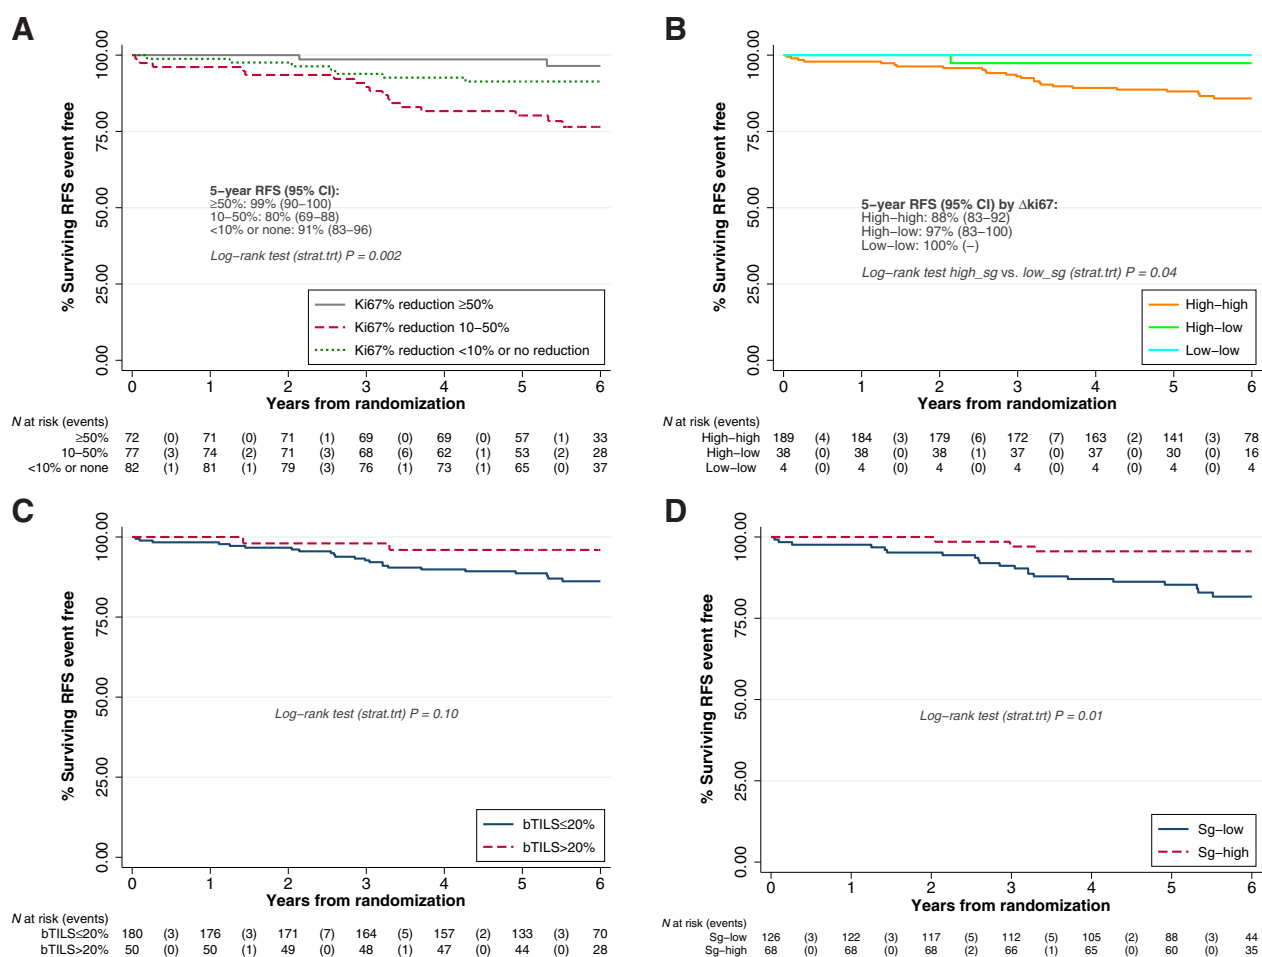 A
% Surviving RFS event free
100.00
75.00
50.00
25.00
0.00
5−year RFS (95% CI):
≥50%: 99% (90−100)
10−50%: 80% (69−88)
<10% or none: 91% (83−96)
Log−rank test (strat.trt) P = 0.002
Ki67% reduction ≥50%
Ki67% reduction 10−50%
Ki67% reduction <10% or no reduction
0 1 2 3 4 5 6
Years from randomization
N at risk (events)
≥50% 72 (0) 71 (0) 71 (1) 69 (0) 69 (0) 57 (1) 33
10−50% 77 (3) 74 (2) 71 (3) 68 (6) 62 (1) 53 (2) 28
<10% or none 82 (1) 81 (1) 79 (3) 76 (1) 73 (1) 65 (0) 37
B
% Surviving RFS event free
100.00
75.00
50.00
25.00
0.00
5−year RFS (95% CI) by Δki67:
High−high: 88% (83−92)
High−low: 97% (83−100)
Low−low: 100% (−)
Log−rank test high_sg vs. low_sg (strat.trt) P = 0.04
High−high
High−low
Low−low
0 1 2 3 4 5 6
Years from randomization
N at risk (events)
High−high 189 (4) 184 (3) 179 (6) 172 (7) 163 (2) 141 (3) 78
High−low 38 (0) 38 (0) 38 (1) 37 (0) 37 (0) 30 (0) 16
Low−low 4 (0) 4 (0) 4 (0) 4 (0) 4 (0) 4 (0) 4
C
% Surviving RFS event free
100.00
75.00
50.00
25.00
0.00
Log−rank test (strat.trt) P = 0.10
bTILS≤20%
bTILS>20%
0 1 2 3 4 5 6
Years from randomization
N at risk (events)
bTILS≤20% 180 (3) 176 (3) 171 (7) 164 (5) 157 (2) 133 (3) 70
bTILS>20% 50 (0) 50 (1) 49 (0) 48 (1) 47 (0) 44 (0) 28
D
% Surviving RFS event free
100.00
75.00
50.00
25.00
0.00
Log−rank test (strat.trt) P = 0.01
Sg−low
Sg−high
0 1 2 3 4 5 6
Years from randomization
N at risk (events)
Sg−low 126 (3) 122 (3) 117 (5) 112 (5) 105 (2) 88 (3) 44
Sg−high 68 (0) 68 (0) 68 (2) 66 (1) 65 (0) 60 (0) 35